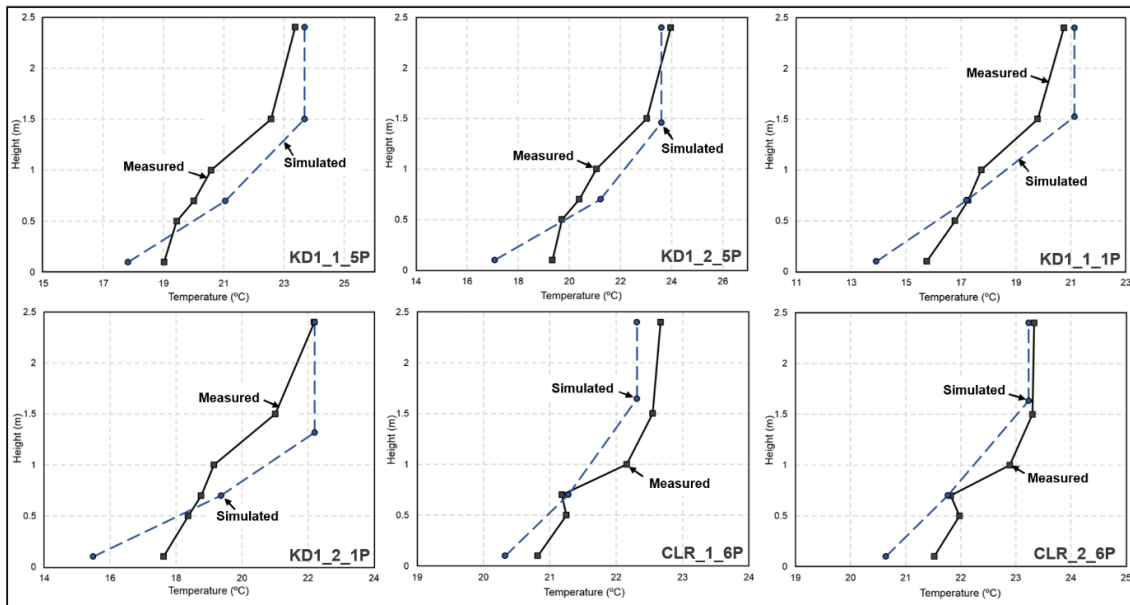 2.5
2
1.5
1
0.5
0
Height (m)
Measured
Simulated
KD1_1_5P
15 17 19 21 23 25
Temperature (ºC)
2.5
2
1.5
1
0.5
0
Height (m)
Measured
Simulated
KD1_2_5P
14 16 18 20 22 24 26
Temperature (ºC)
2.5
2
1.5
1
0.5
0
Height (m)
Measured
Simulated
KD1_1_1P
11 13 15 17 19 21 23
Temperature (ºC)
2.5
2
1.5
1
0.5
0
Height (m)
Measured
Simulated
KD1_2_1P
14 16 18 20 22 24
Temperature (ºC)
2.5
2
1.5
1
0.5
0
Height (m)
Simulated
Measured
CLR_1_6P
19 20 21 22 23 24
Temperature (ºC)
2.5
2
1.5
1
0.5
0
Height (m)
Simulated
Measured
CLR_2_6P
19 20 21 22 23 24 25
Temperature (ºC)